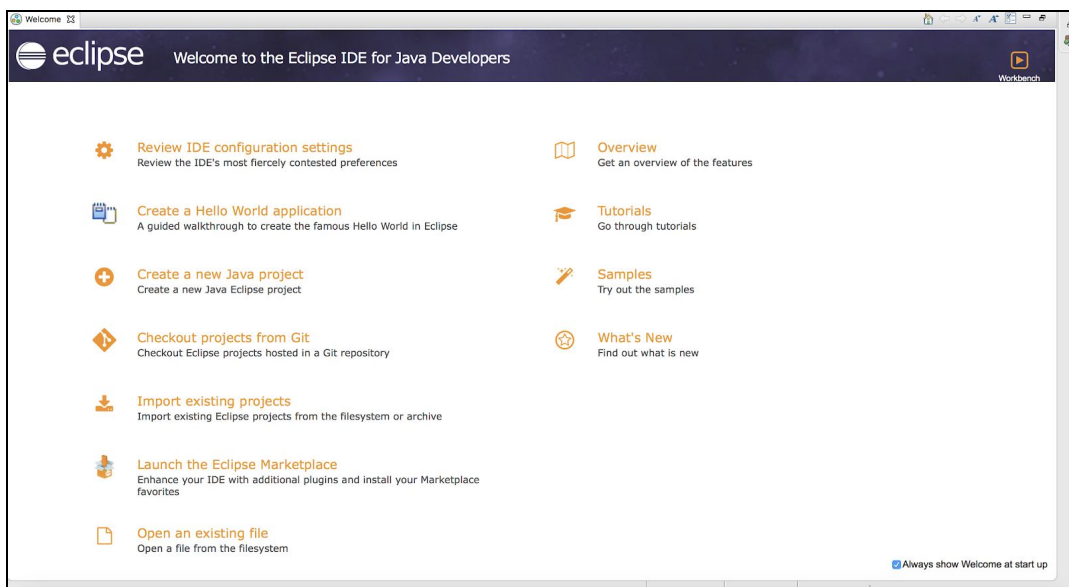 Welcome
eclipse Welcome to the Eclipse IDE for Java Developers
Workbench
Review IDE configuration settings
Review the IDE's most fiercely contested preferences
Create a Hello World application
A guided walkthrough to create the famous Hello World in Eclipse
Create a new Java project
Create a new Java Eclipse project
Checkout projects from Git
Checkout Eclipse projects hosted in a Git repository
Import existing projects
Import existing Eclipse projects from the filesystem or archive
Launch the Eclipse Marketplace
Enhance your IDE with additional plugins and install your Marketplace
favorites
Open an existing file
Open a file from the filesystem
Overview
Get an overview of the features
Tutorials
Go through tutorials
Samples
Try out the samples
What's New
Find out what is new
Always show Welcome at start up